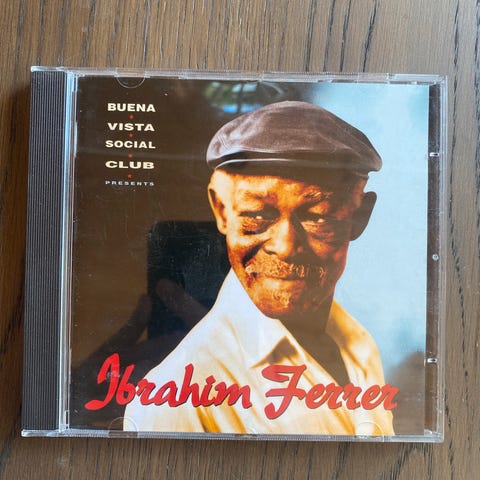 BUENA
VISTA
SOCIAL
CLUB
PRESENTS
Ibrahim Ferrer